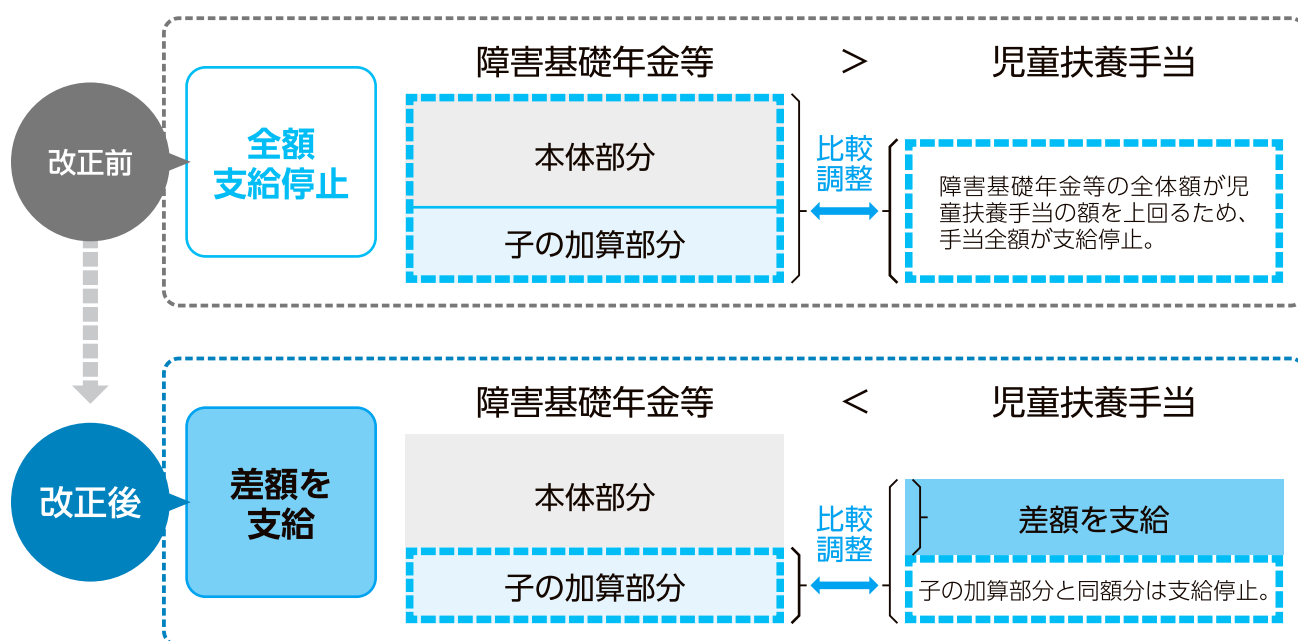 改正前
全額
支給停止
障害基礎年金等 > 児童扶養手当
本体部分
子の加算部分
比較
調整
障害基礎年金等の全体額が児
童扶養手当の額を上回るため、
手当全額が支給停止。
改正後
差額を
支給
障害基礎年金等 < 児童扶養手当
本体部分
子の加算部分
比較
調整
差額を支給
子の加算部分と同額分は支給停止。